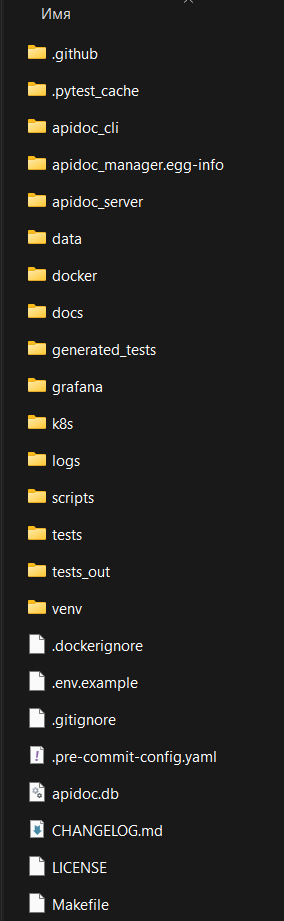 Имя
.github
.pytest_cache
apidoc_cli
apidoc_manager.egg-info
apidoc_server
data
docker
docs
generated_tests
grafana
k8s
logs
scripts
tests
tests_out
venv
.dockerignore
.env.example
.gitignore
.pre-commit-config.yaml
apidoc.db
CHANGELOG.md
LICENSE
Makefile